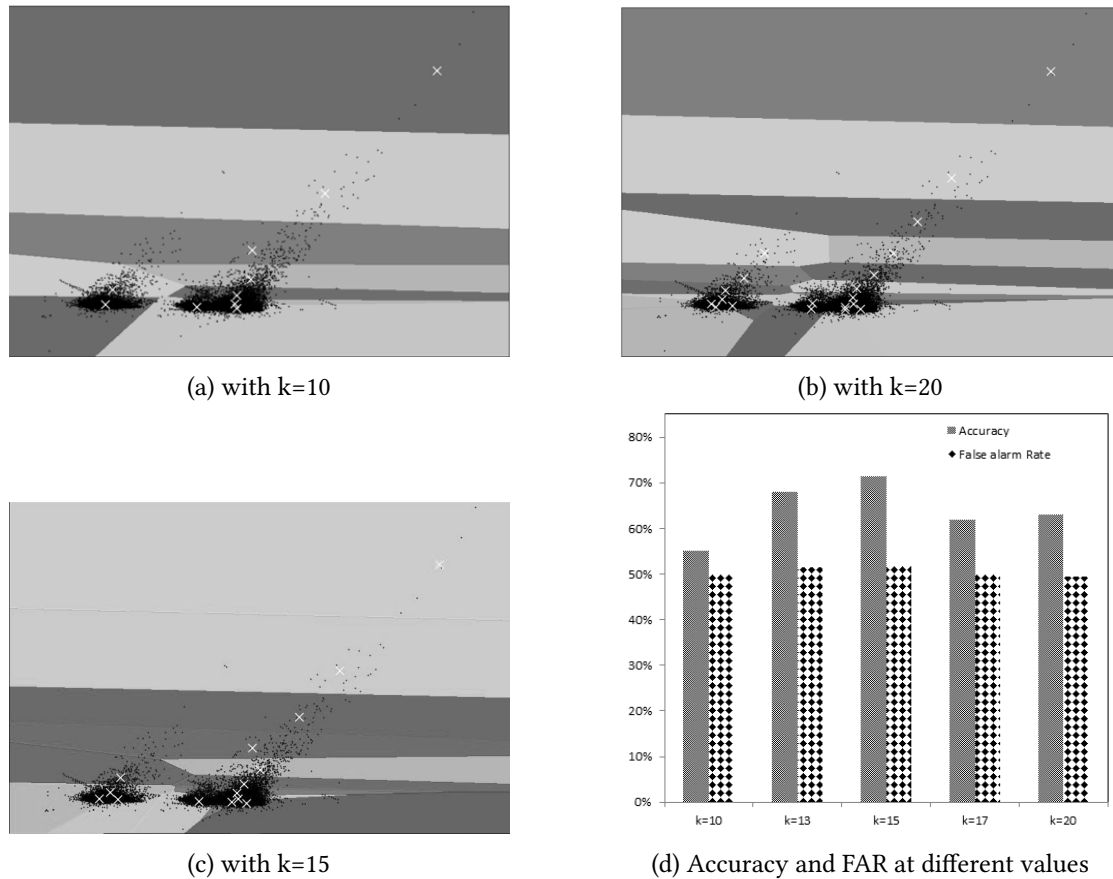 (a) with k=10
(b) with k=20
80%
70%
60%
50%
40%
30%
20%
10%
0%
Accuracy
False alarm Rate
k=10 k=13 k=15 k=17 k=20
(c) with k=15
(d) Accuracy and FAR at different values